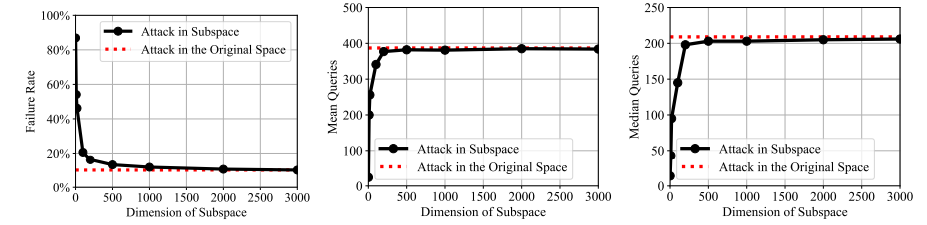 100%
80%
60%
40%
20%
0%
Failure Rate
Attack in Subspace
Attack in the Original Space
0 500 1000 1500 2000 2500 3000
Dimension of Subspace
500
400
300
200
100
0
Mean Queries
Attack in Subspace
Attack in the Original Space
0 500 1000 1500 2000 2500 3000
Dimension of Subspace
250
200
150
100
50
0
Median Queries
Attack in Subspace
Attack in the Original Space
0 500 1000 1500 2000 2500 3000
Dimension of Subspace